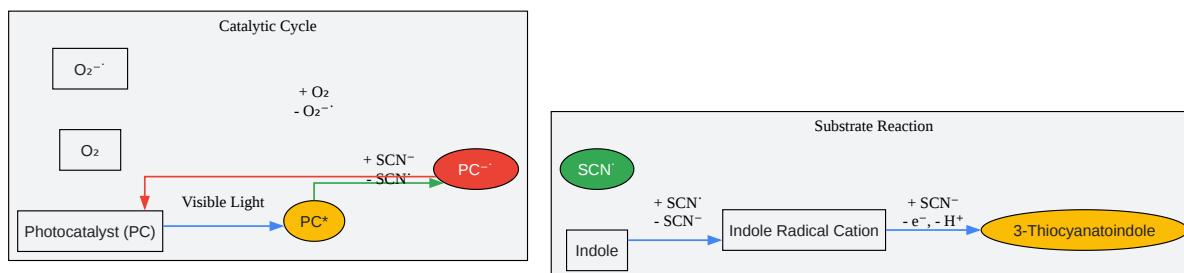 Catalytic Cycle
O₂⁻˙
+ O₂
- O₂⁻˙
O₂
+ SCN⁻
- SCN˙
PC⁻˙
Visible Light
Photocatalyst (PC)
PC*
Substrate Reaction
SCN˙
+ SCN˙
- SCN⁻
+ SCN⁻
- e⁻, - H⁺
Indole
Indole Radical Cation
3-Thiocyanatoindole